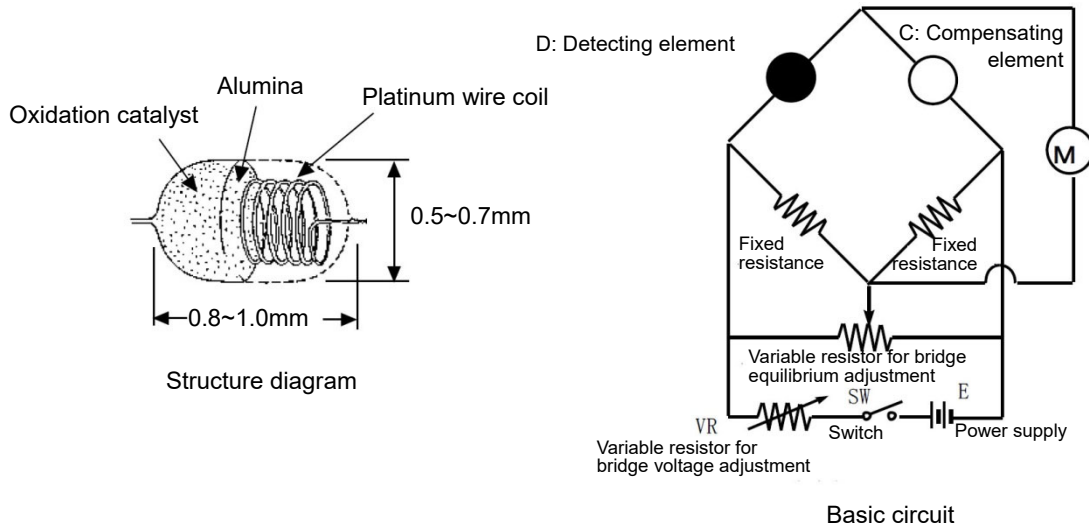 Oxidation catalyst
Alumina
Platinum wire coil
0.5~0.7mm
0.8~1.0mm
Structure diagram
D: Detecting element
C: Compensating
element
M
Fixed
resistance
Fixed
resistance
Variable resistor for bridge
equilibrium adjustment
VR
SW
E
Switch
Power supply
Variable resistor for
bridge voltage adjustment
Basic circuit